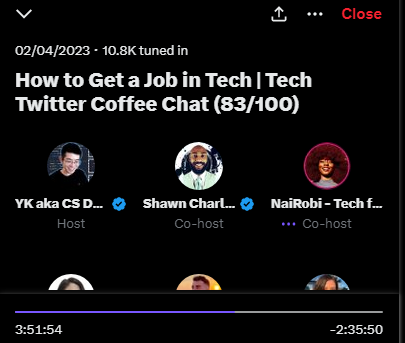 Close
02/04/2023 · 10.8K tuned in
How to Get a Job in Tech | Tech
Twitter Coffee Chat (83/100)
YK aka CS D... Shawn Charl... NaiRobi - Tech f...
Host Co-host Co-host
3:51:54 -2:35:50